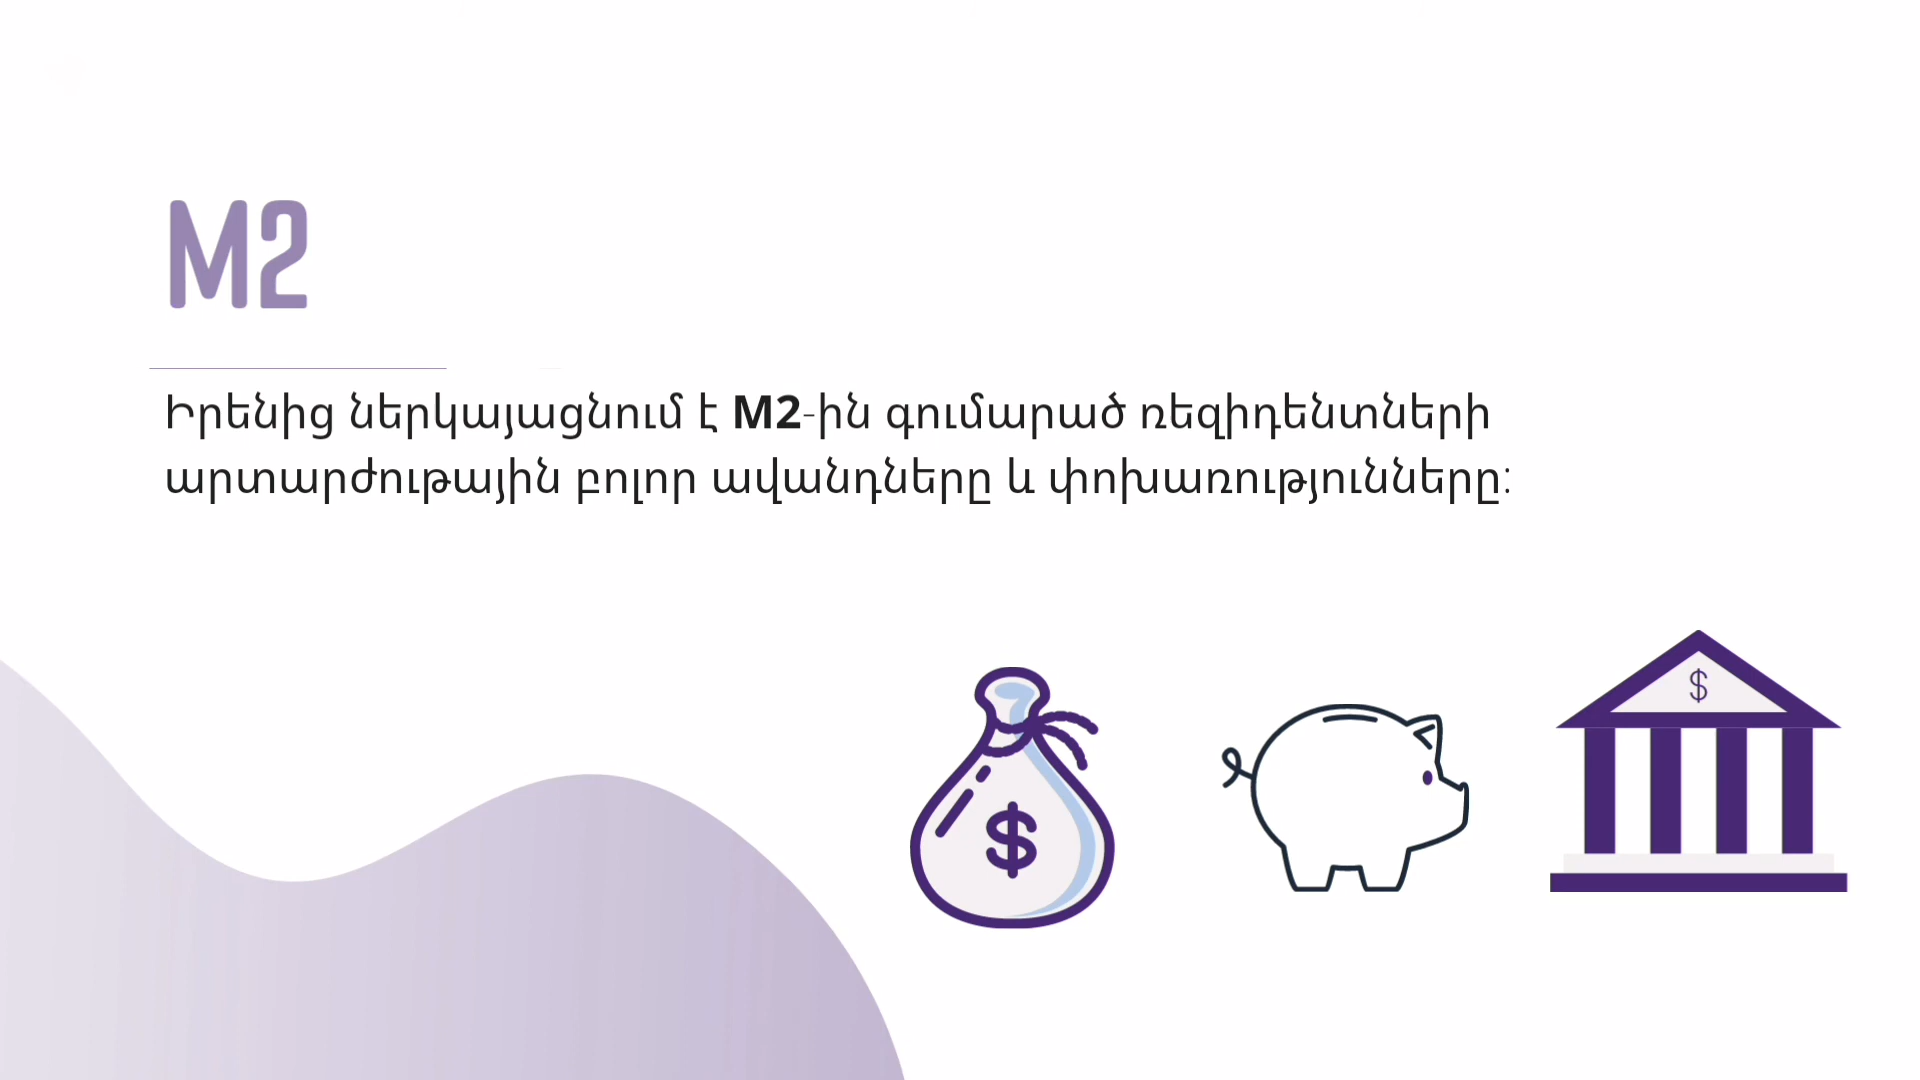 M2
Իրենից ներկայացնում է M2-ին գումարած ռեզիդենտների
արտարժութային բոլոր ավանդները և փոխառությունները:
$
$